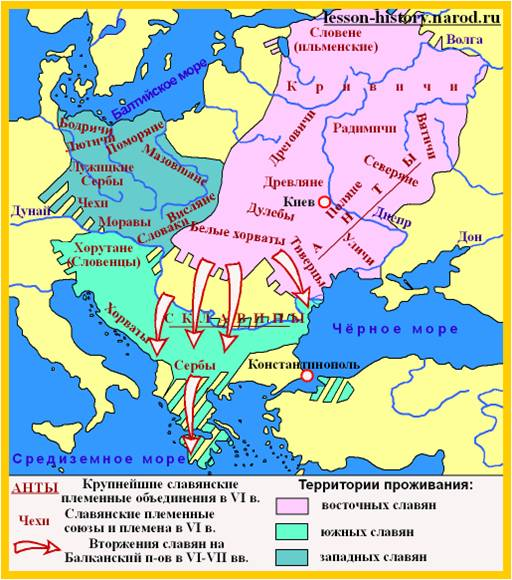 lesson-history.narod.ru
Словене
(ильменские)
Волга
Балтийское море
Кривичи
Бодричи
Лютичи
Поморяне
Мазовшане
Дреговичи
Радимичи
Вятичи
Лужицкие
Сербы
Северяне
Древляне
Киев
Поляне
АНТЫ
Чехи
Висляне
Дулебы
Днепр
Дунай
Моравы
Словаки
Белые хорваты
Уличи
Тиверцы
Дон
Хорутане
(Словенцы)
Хорваты
СКЛАВИНЫ
Чёрное море
Сербы
Константинополь
Средиземное море
АНТЫ
Крупнейшие славянские
племенные объединения в VI в.
Чехи
Славянские племенные
союзы и племена в VI в.
Вторжения славян на
Балканский п-ов в VI-VII вв.
Территории проживания:
восточных славян
южных славян
западных славян